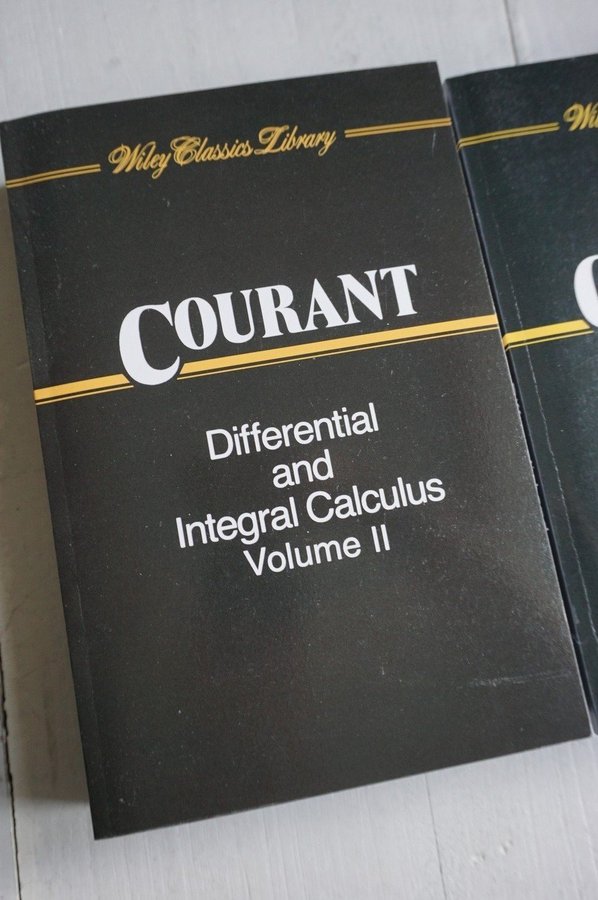 Wiley Classics Library
COURANT
Differential
and
Integral Calculus
Volume II